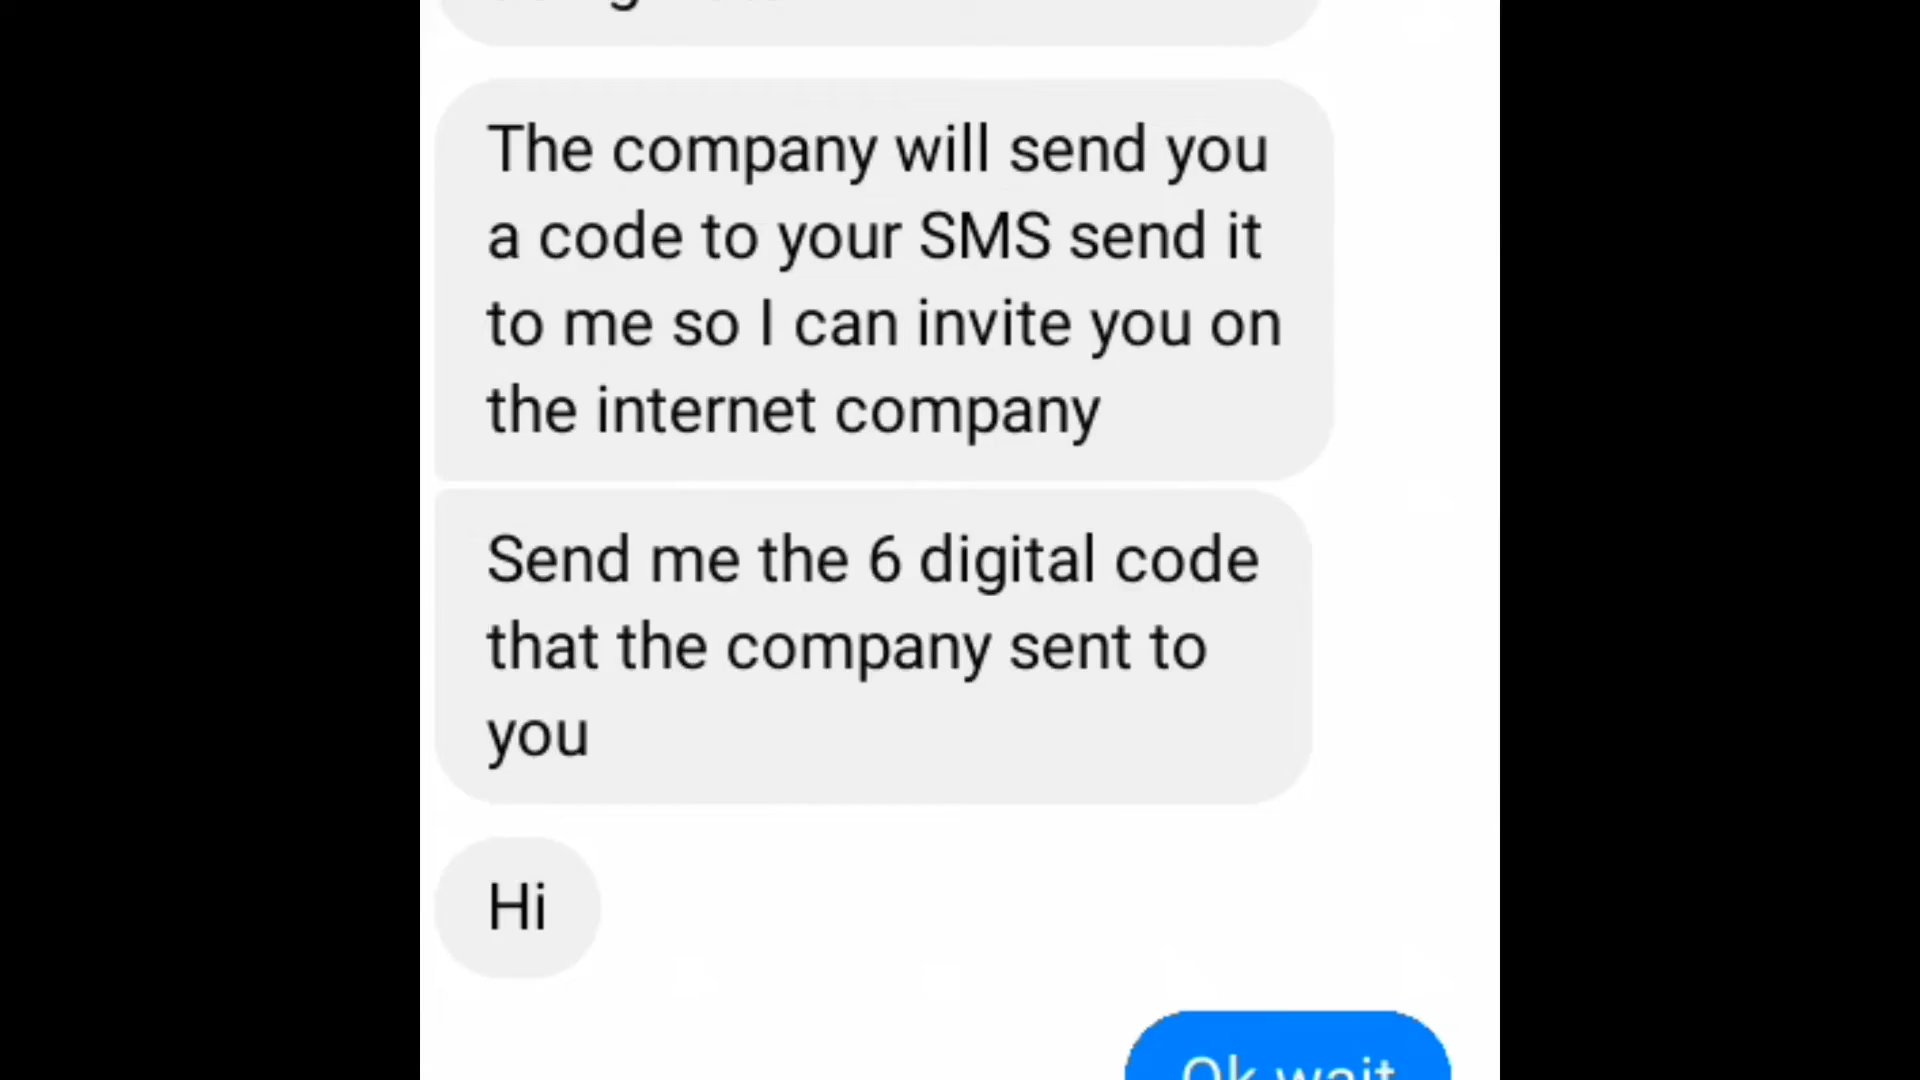 The company will send you
a code to your SMS send it
to me so I can invite you on
the internet company
Send me the 6 digital code
that the company sent to
you
Hi
Ok wait